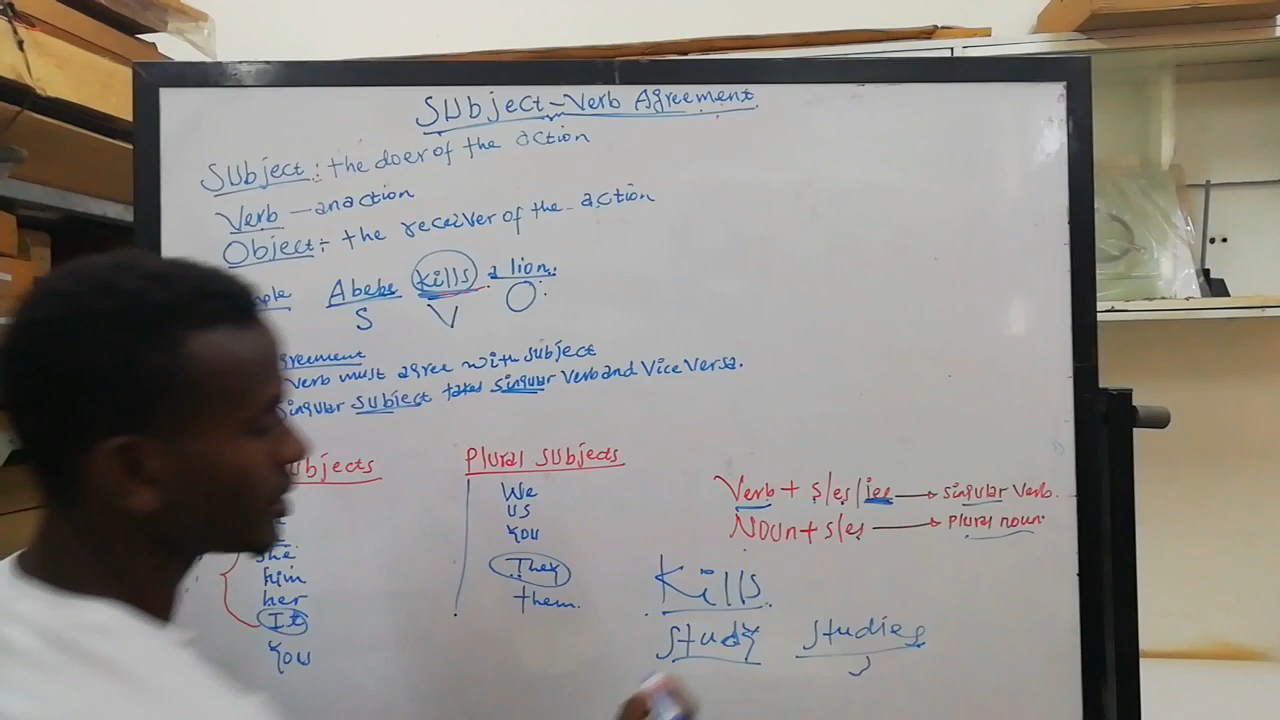 Subject-Verb Agreement
Subject: the doer of the action
Verb - an action
Object: the receiver of the action
Abebe kills a lion.
S V O
greement
Verb must agree with subject
Singular subject takes singular verb and vice versa.
ubjects
she
him
her
It
You
Plural subjects
We
us
you
They
them.
Verb + s/es/ies → singular verb.
Noun + s/es → plural noun.
Kills
study studies